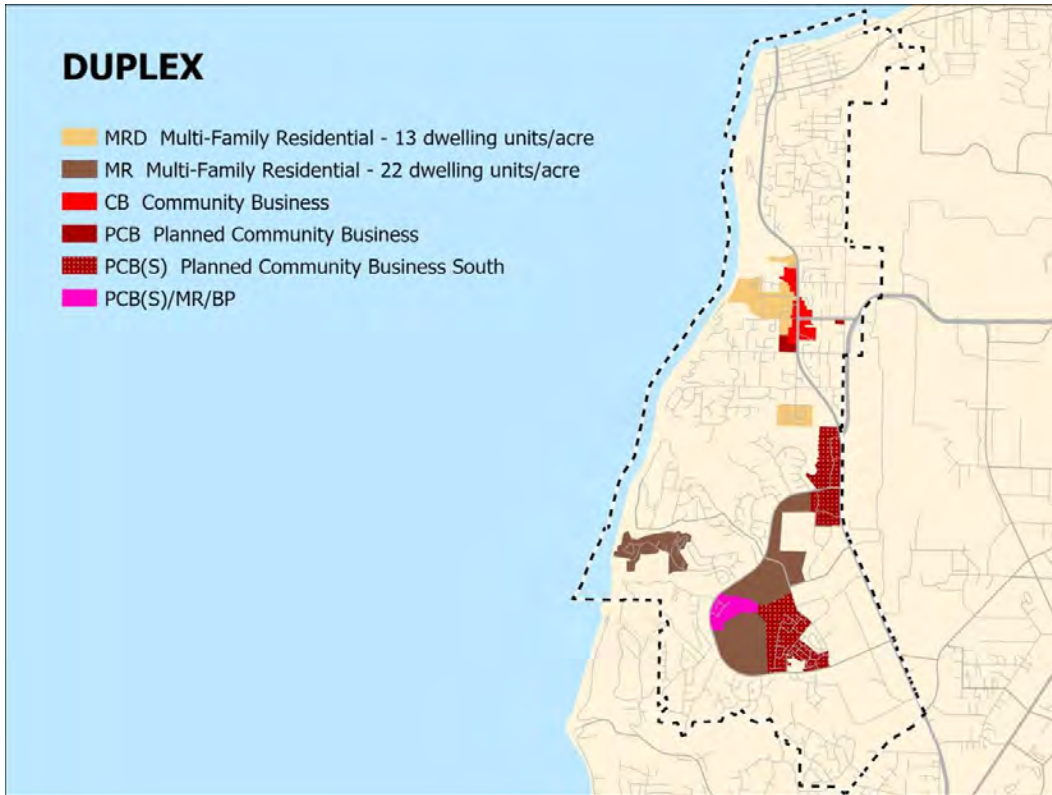 DUPLEX
MRD Multi-Family Residential - 13 dwelling units/acre
MR Multi-Family Residential - 22 dwelling units/acre
CB Community Business
PCB Planned Community Business
PCB(S) Planned Community Business South
PCB(S)/MR/BP